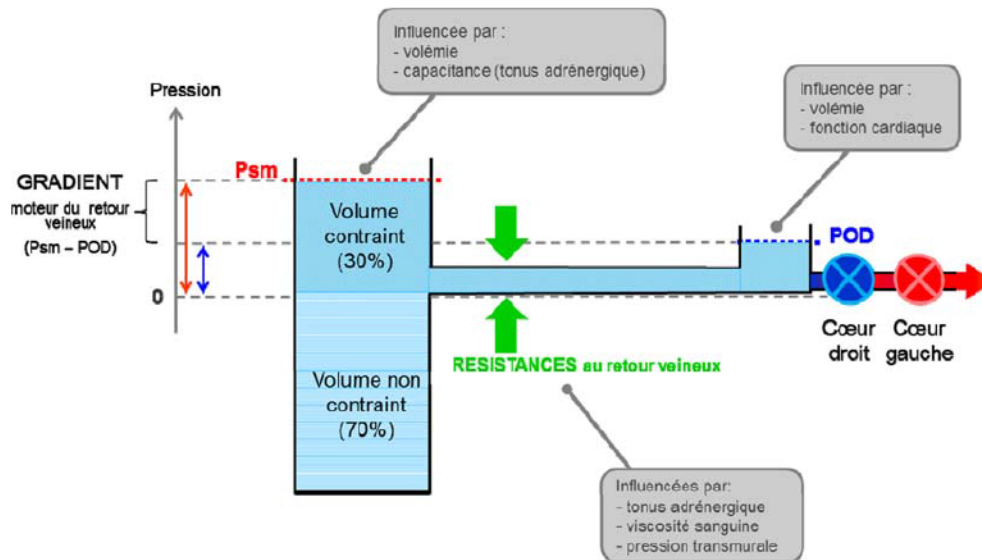 Influencée par :
- volémie
- capacitance (tonus adrénergique)
Influencée par :
- volémie
- fonction cardiaque
Pression
Psm
GRADIENT
moteur du retour
veineux
(Psm – POD)
Volume
contraint
(30%)
POD
0
Cœur
droit
Cœur
gauche
RESISTANCES au retour veineux
Volume non
contraint
(70%)
Influencées par:
- tonus adrénergique
- viscosité sanguine
- pression transmurale